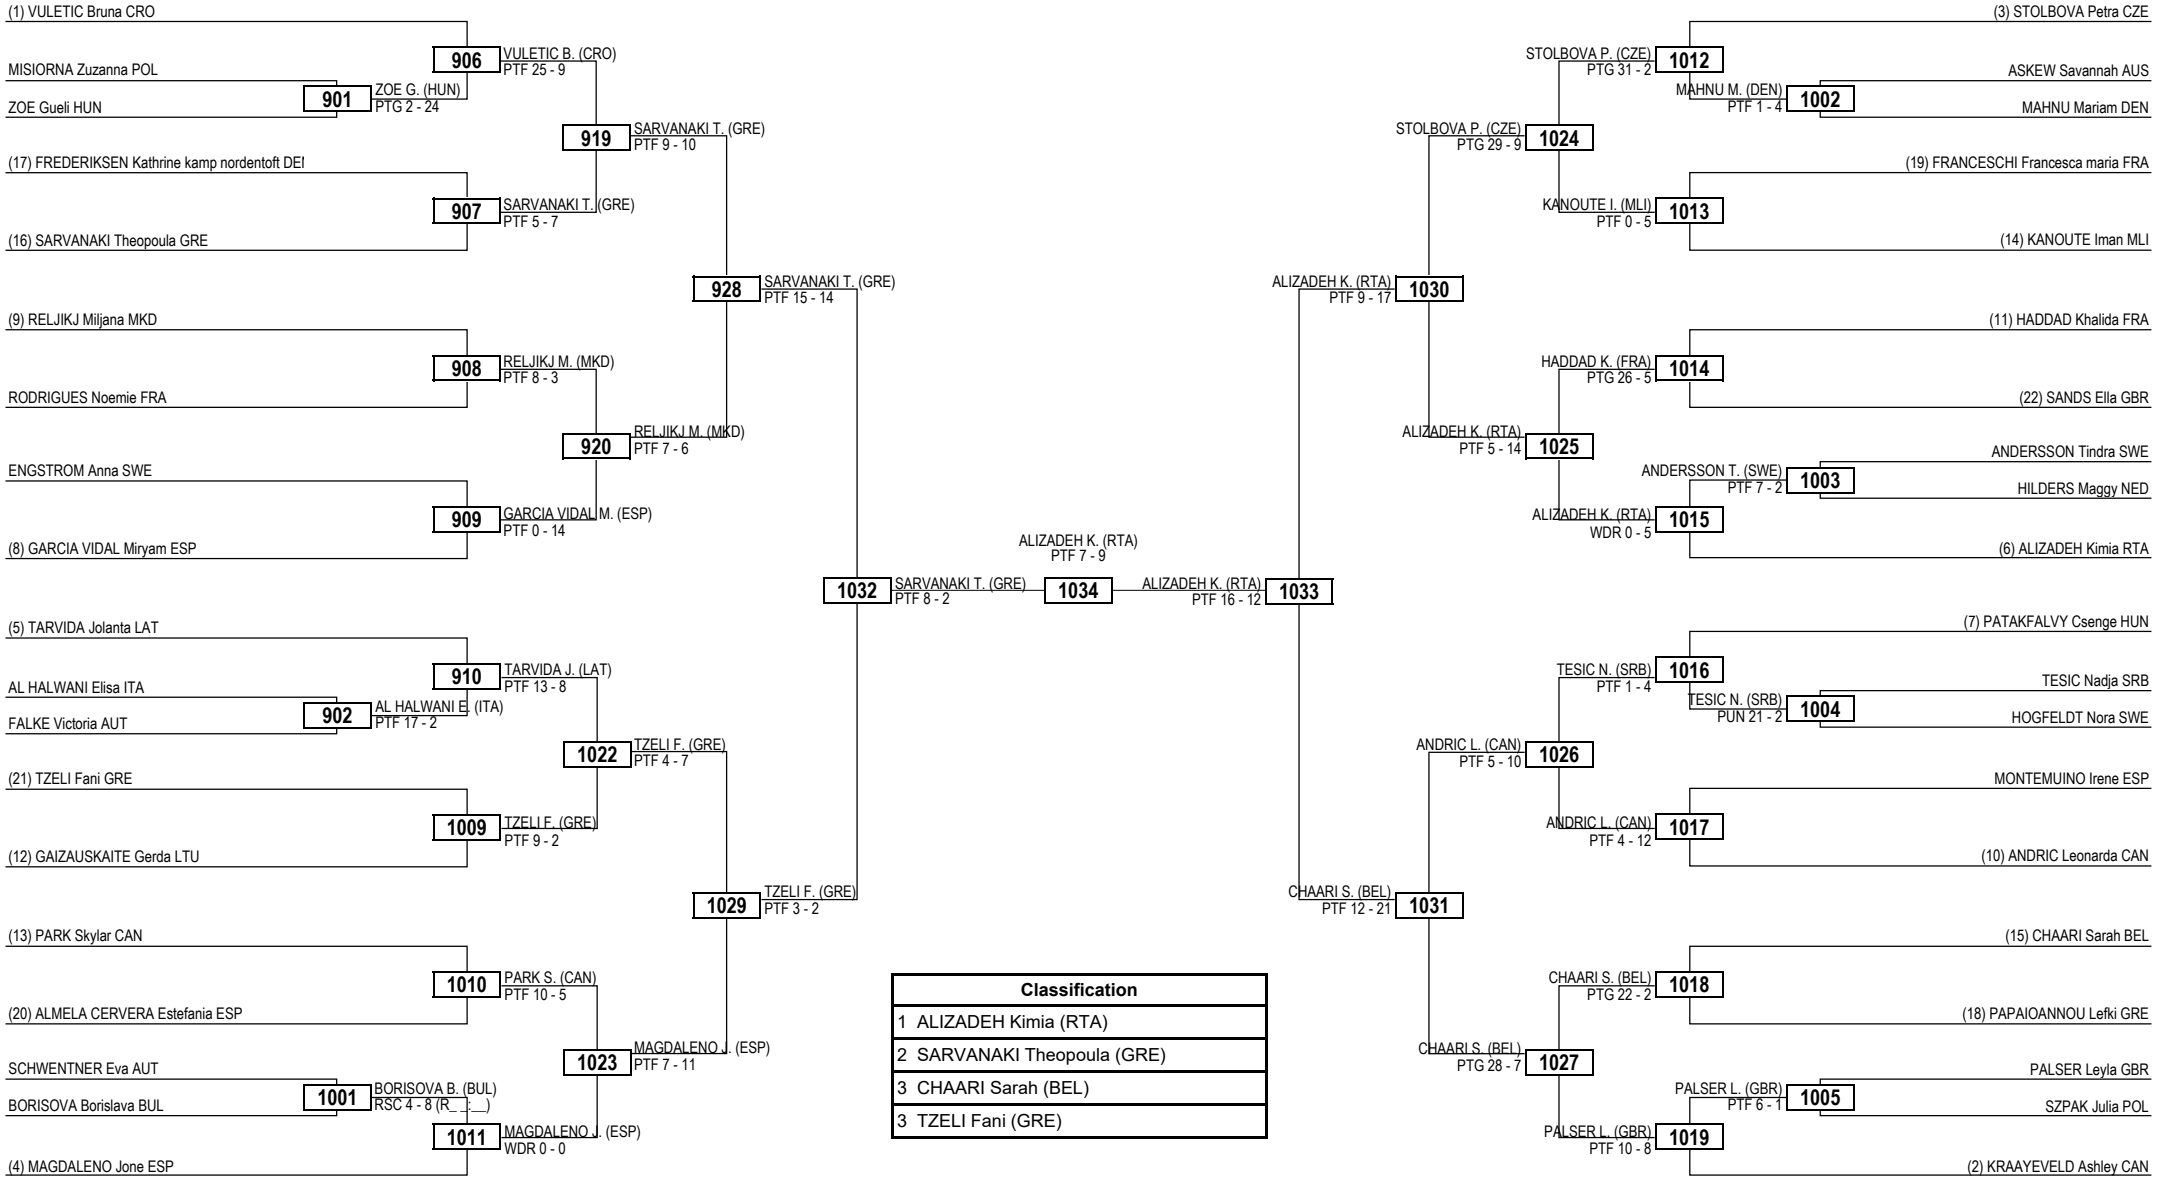 (1) VULETIC Bruna CRO
906
VULETIC B. (CRO)
PTF 25 - 9
MISIORNA Zuzanna POL
901
ZOE G. (HUN)
PTG 2 - 24
ZOE Gueli HUN
919
SARVANAKI T. (GRE)
PTF 9 - 10
(17) FREDERIKSEN Kathrine kamp nordentoft DEN
907
SARVANAKI T. (GRE)
PTF 5 - 7
(16) SARVANAKI Theopoula GRE
928
SARVANAKI T. (GRE)
PTF 15 - 14
(9) RELJIKJ Miljana MKD
908
RELJIKJ M. (MKD)
PTF 8 - 3
RODRIGUES Noemie FRA
920
RELJIKJ M. (MKD)
PTF 7 - 6
ENGSTROM Anna SWE
909
GARCIA VIDAL M. (ESP)
PTF 0 - 14
(8) GARCIA VIDAL Miryam ESP
1032
SARVANAKI T. (GRE)
PTF 8 - 2
(5) TARVIDA Jolanta LAT
910
TARVIDA J. (LAT)
PTF 13 - 8
AL HALWANI Elisa ITA
902
AL HALWANI E. (ITA)
PTF 17 - 2
FALKE Victoria AUT
1022
TZELI F. (GRE)
PTF 4 - 7
(21) TZELI Fani GRE
1009
TZELI F. (GRE)
PTF 9 - 2
(12) GAIZAUSKAITE Gerda LTU
1029
TZELI F. (GRE)
PTF 3 - 2
(13) PARK Skylar CAN
1010
PARK S. (CAN)
PTF 10 - 5
(20) ALMELA CERVERA Estefania ESP
1023
MAGDALENO J. (ESP)
PTF 7 - 11
SCHWENTNER Eva AUT
1001
BORISOVA B. (BUL)
RSC 4 - 8 (R_ _:__)
BORISOVA Borislava BUL
1011
MAGDALENO J. (ESP)
WDR 0 - 0
(4) MAGDALENO Jone ESP
ALIZADEH K. (RTA)
PTF 7 - 9
1034
(3) STOLBOVA Petra CZE
STOLBOVA P. (CZE)
PTG 31 - 2
1012
ASKEW Savannah AUS
MAHNU M. (DEN)
PTF 1 - 4
1002
MAHNU Mariam DEN
STOLBOVA P. (CZE)
PTG 29 - 9
1024
(19) FRANCESCHI Francesca maria FRA
KANOUTE I. (MLI)
PTF 0 - 5
1013
(14) KANOUTE Iman MLI
ALIZADEH K. (RTA)
PTF 9 - 17
1030
(11) HADDAD Khalida FRA
HADDAD K. (FRA)
PTG 26 - 5
1014
(22) SANDS Ella GBR
ALIZADEH K. (RTA)
PTF 5 - 14
1025
ANDERSSON Tindra SWE
ANDERSSON T. (SWE)
PTF 7 - 2
1003
HILDERS Maggy NED
ALIZADEH K. (RTA)
WDR 0 - 5
1015
(6) ALIZADEH Kimia RTA
ALIZADEH K. (RTA)
PTF 16 - 12
1033
(7) PATAKFALVY Csenge HUN
TESIC N. (SRB)
PTF 1 - 4
1016
TESIC Nadja SRB
TESIC N. (SRB)
PUN 21 - 2
1004
HOGFELDT Nora SWE
ANDRIC L. (CAN)
PTF 5 - 10
1026
MONTEMUINO Irene ESP
ANDRIC L. (CAN)
PTF 4 - 12
1017
(10) ANDRIC Leonarda CAN
CHAARI S. (BEL)
PTF 12 - 21
1031
(15) CHAARI Sarah BEL
CHAARI S. (BEL)
PTG 22 - 2
1018
(18) PAPAIOANNOU Lefki GRE
CHAARI S. (BEL)
PTG 28 - 7
1027
PALSER Leyla GBR
PALSER L. (GBR)
PTF 6 - 1
1005
SZPAK Julia POL
PALSER L. (GBR)
PTF 10 - 8
1019
(2) KRAAYEVELD Ashley CAN
Classification
1 ALIZADEH Kimia (RTA)
2 SARVANAKI Theopoula (GRE)
3 CHAARI Sarah (BEL)
3 TZELI Fani (GRE)